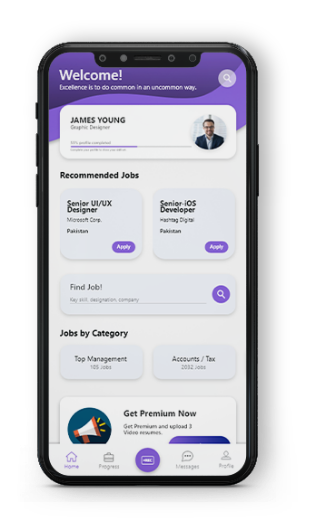 Welcome!
Excellence is to do common in an uncommon way.
JAMES YOUNG
Graphic Designer
50% profile completed
Recommended Jobs
Senior UI/UX
Designer
Microsoft Corp.
Pakistan
Apply
Senior iOS
Developer
Hashtag Digital
Pakistan
Apply
Find Job!
Key skill, designation, company
Jobs by Category
Top Management
105 Jobs
Accounts / Tax
2032 Jobs
Get Premium Now
Get Premium and upload 3
Video resumes.
Home
Progress
Messages
Profile